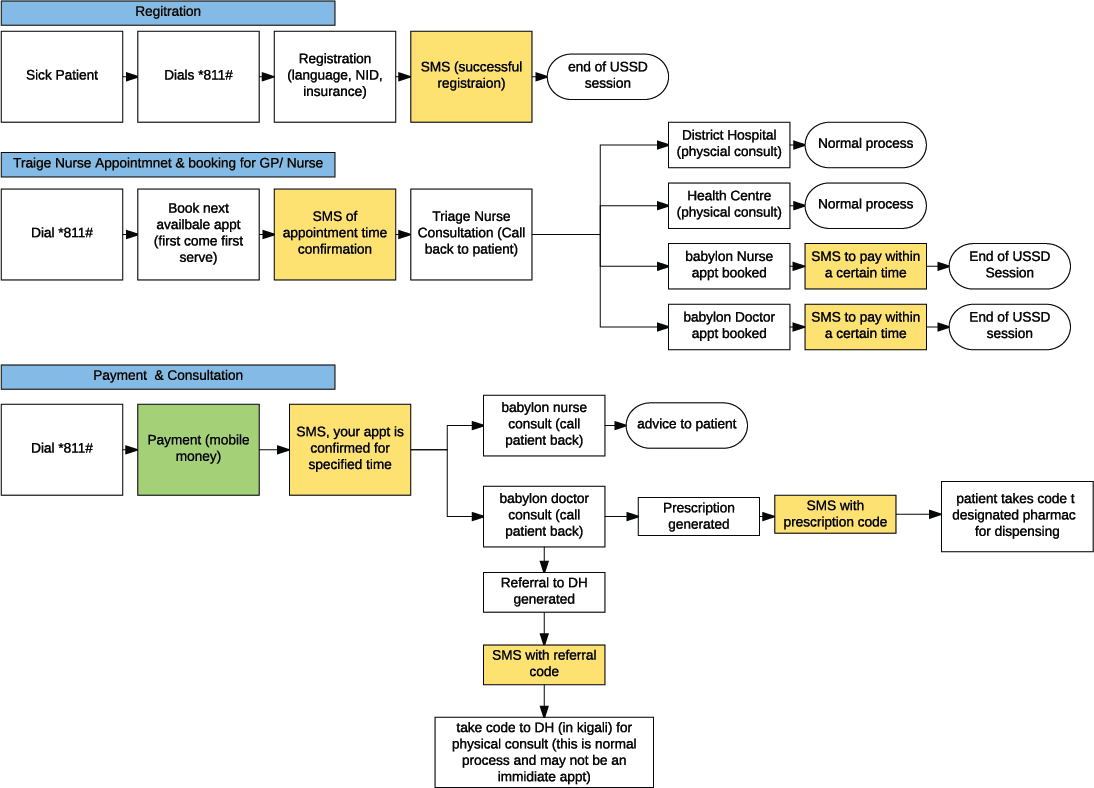 Regitration
Sick Patient
Dials *811#
Registration
(language, NID,
insurance)
SMS (successful
registraion)
end of USSD
session
Traige Nurse Appointmnet & booking for GP/ Nurse
Dial *811#
Book next
availbale appt
(first come first
serve)
SMS of
appointment time
confirmation
Triage Nurse
Consultation (Call
back to patient)
District Hospital
(physcial consult)
Normal process
Health Centre
(physical consult)
Normal process
babylon Nurse
appt booked
SMS to pay within
a certain time
End of USSD
Session
babylon Doctor
appt booked
SMS to pay within
a certain time
End of USSD
session
Payment & Consultation
Dial *811#
Payment (mobile
money)
SMS, your appt is
confirmed for
specified time
babylon nurse
consult (call
patient back)
advice to patient
babylon doctor
consult (call
patient back)
Prescription
generated
SMS with
prescription code
patient takes code t
designated pharmac
for dispensing
Referral to DH
generated
SMS with referral
code
take code to DH (in kigali) for
physical consult (this is normal
process and may not be an
immidiate appt)